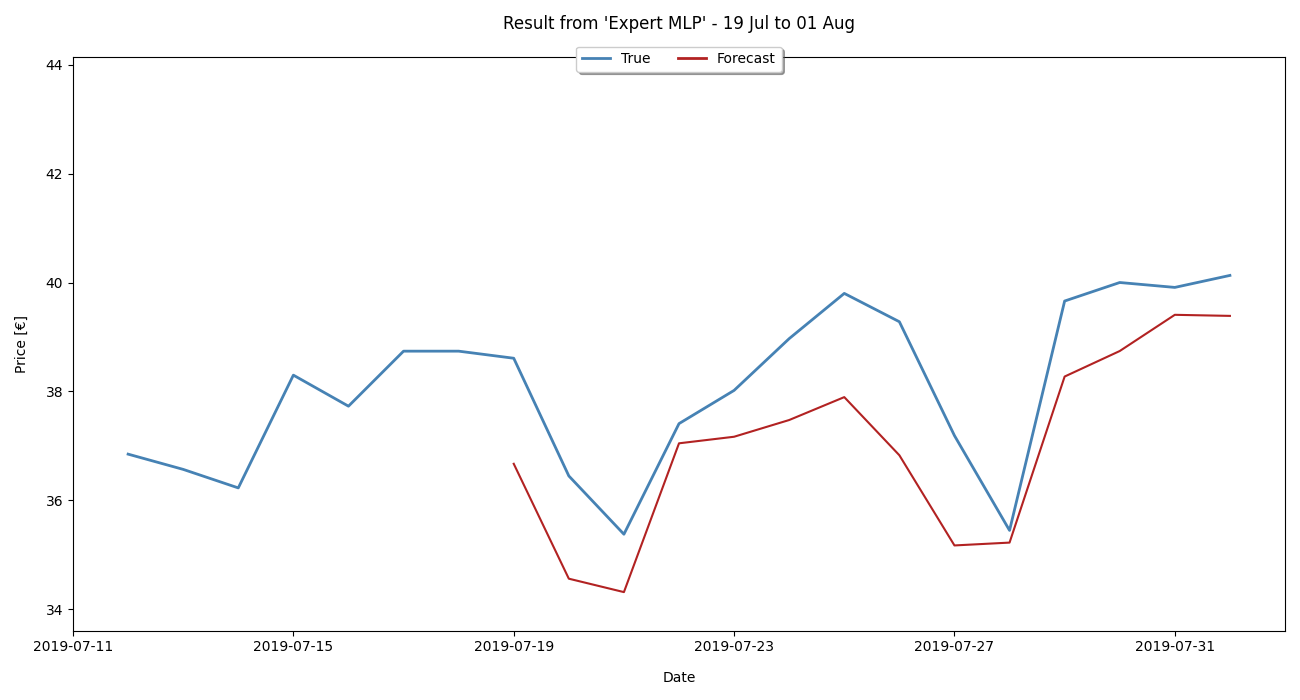 Result from 'Expert MLP' - 19 Jul to 01 Aug
True Forecast
44
42
40
38
36
34
Price [€]
2019-07-11 2019-07-15 2019-07-19 2019-07-23 2019-07-27 2019-07-31
Date